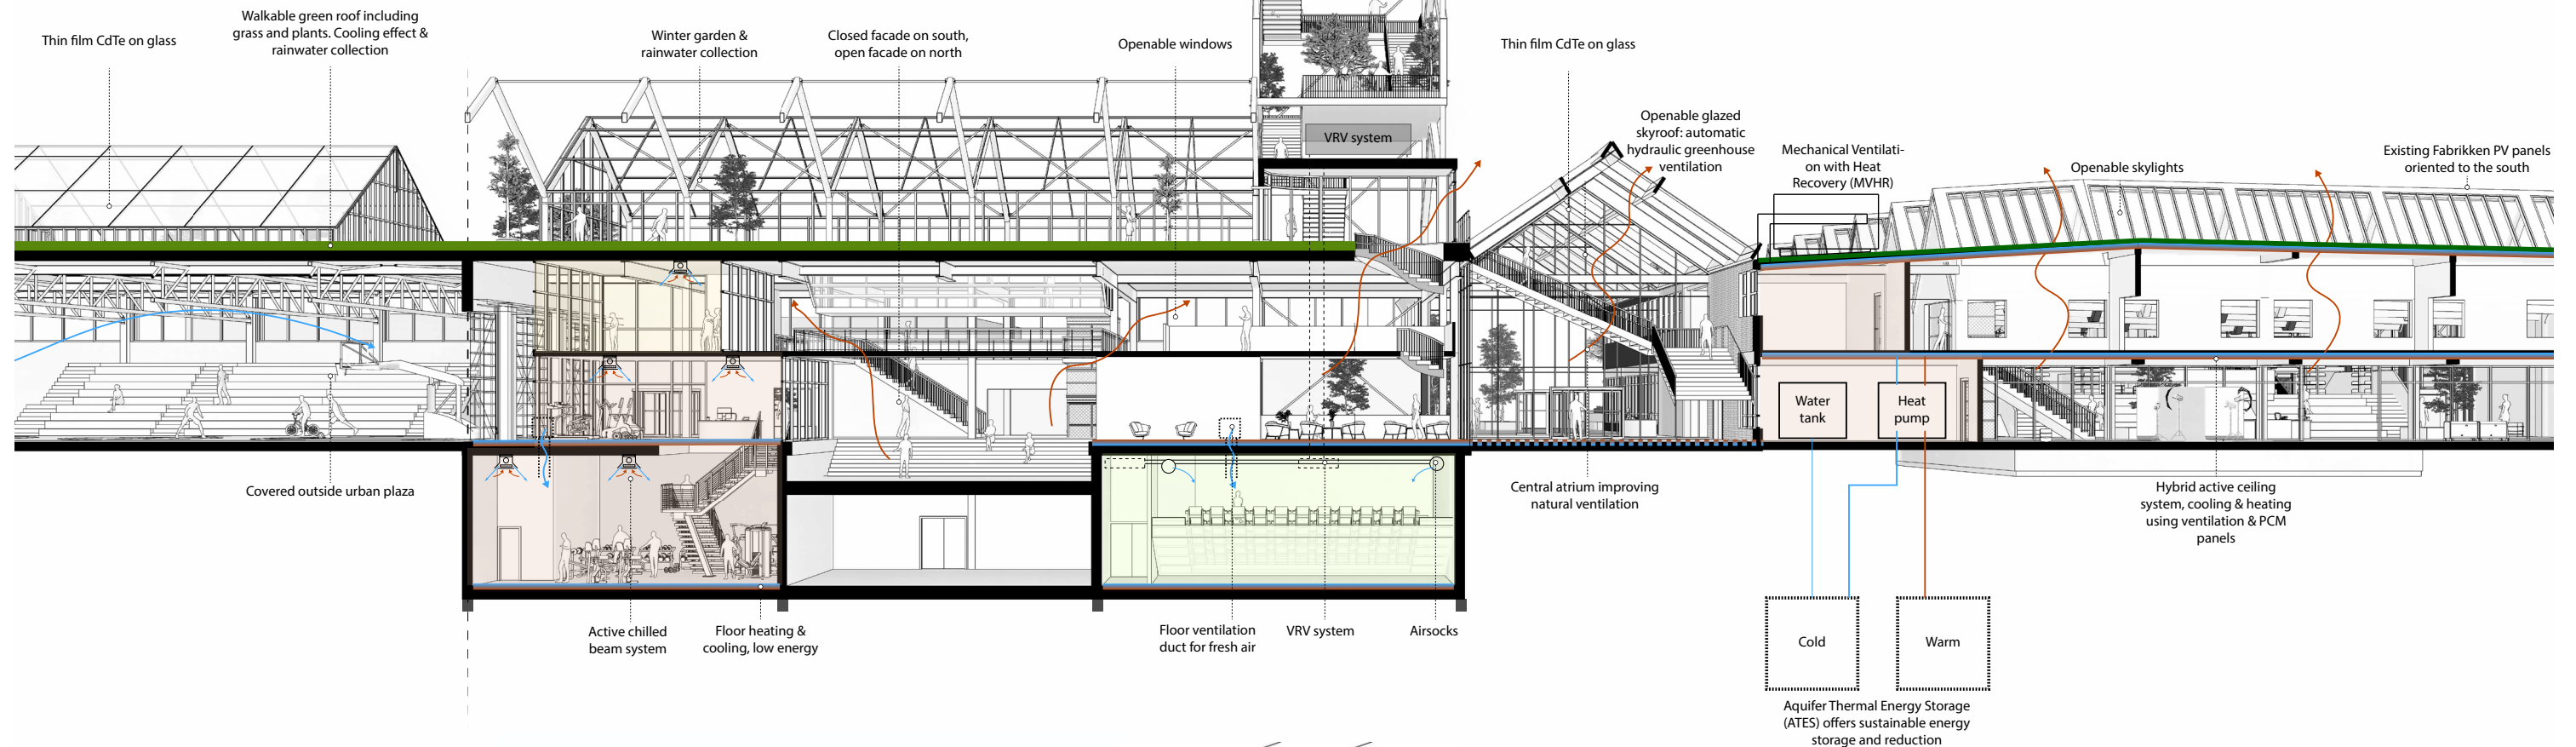 Thin film CdTe on glass
Walkable green roof including
grass and plants. Cooling effect &
rainwater collection
Winter garden &
rainwater collection
Closed facade on south,
open facade on north
Openable windows
VRV system
Thin film CdTe on glass
Openable glazed
skyroof: automatic
hydraulic greenhouse
ventilation
Mechanical Ventilati-
on with Heat
Recovery (MVHR)
Openable skylights
Existing Fabrikken PV panels
oriented to the south
Water
tank
Heat
pump
Covered outside urban plaza
Central atrium improving
natural ventilation
Hybrid active ceiling
system, cooling & heating
using ventilation & PCM
panels
Active chilled
beam system
Floor heating &
cooling, low energy
Floor ventilation
duct for fresh air
VRV system
Airsocks
Cold
Warm
Aquifer Thermal Energy Storage
(ATES) offers sustainable energy
storage and reduction